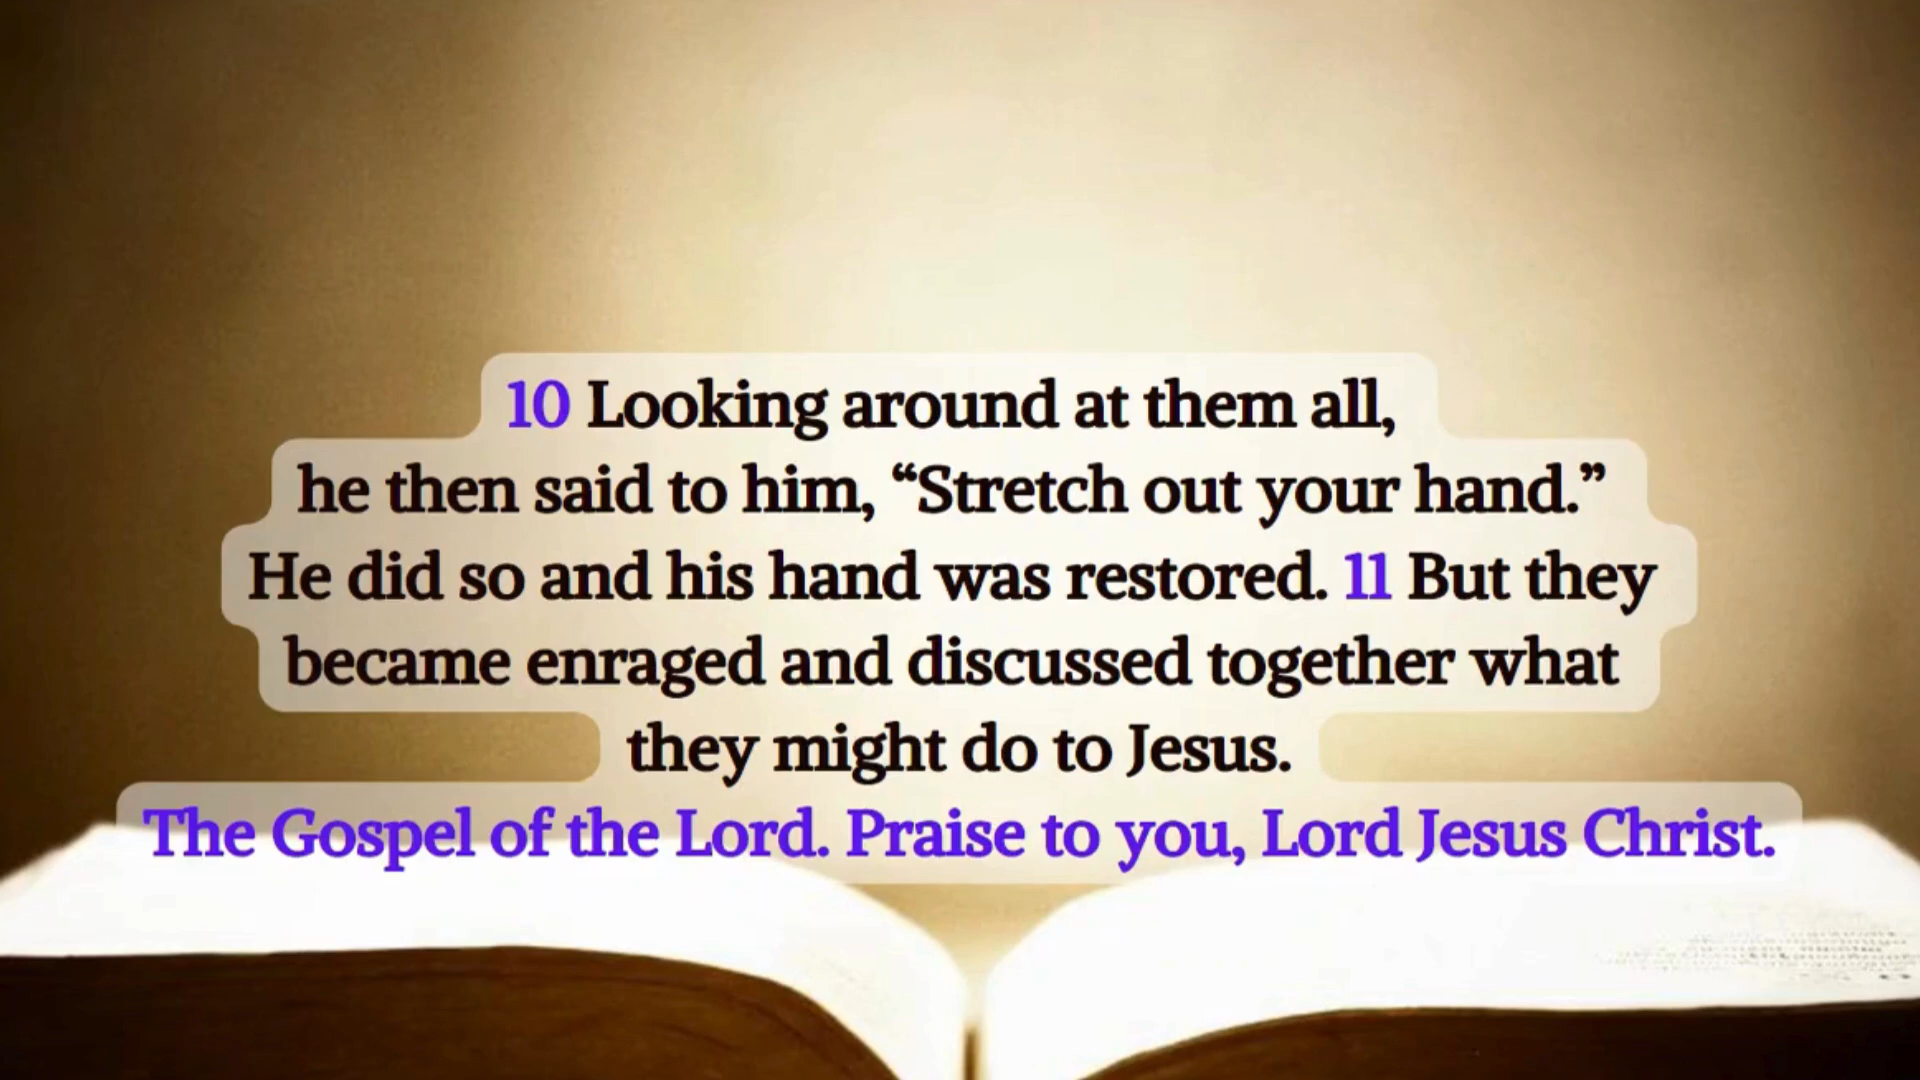 10 Looking around at them all,
he then said to him, “Stretch out your hand.”
He did so and his hand was restored. 11 But they
became enraged and discussed together what
they might do to Jesus.
The Gospel of the Lord. Praise to you, Lord Jesus Christ.